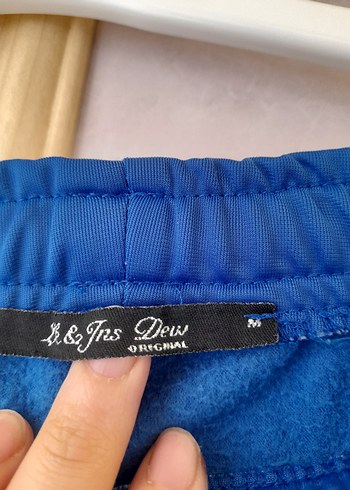 B. & Jns Dew
ORIGINAL
M